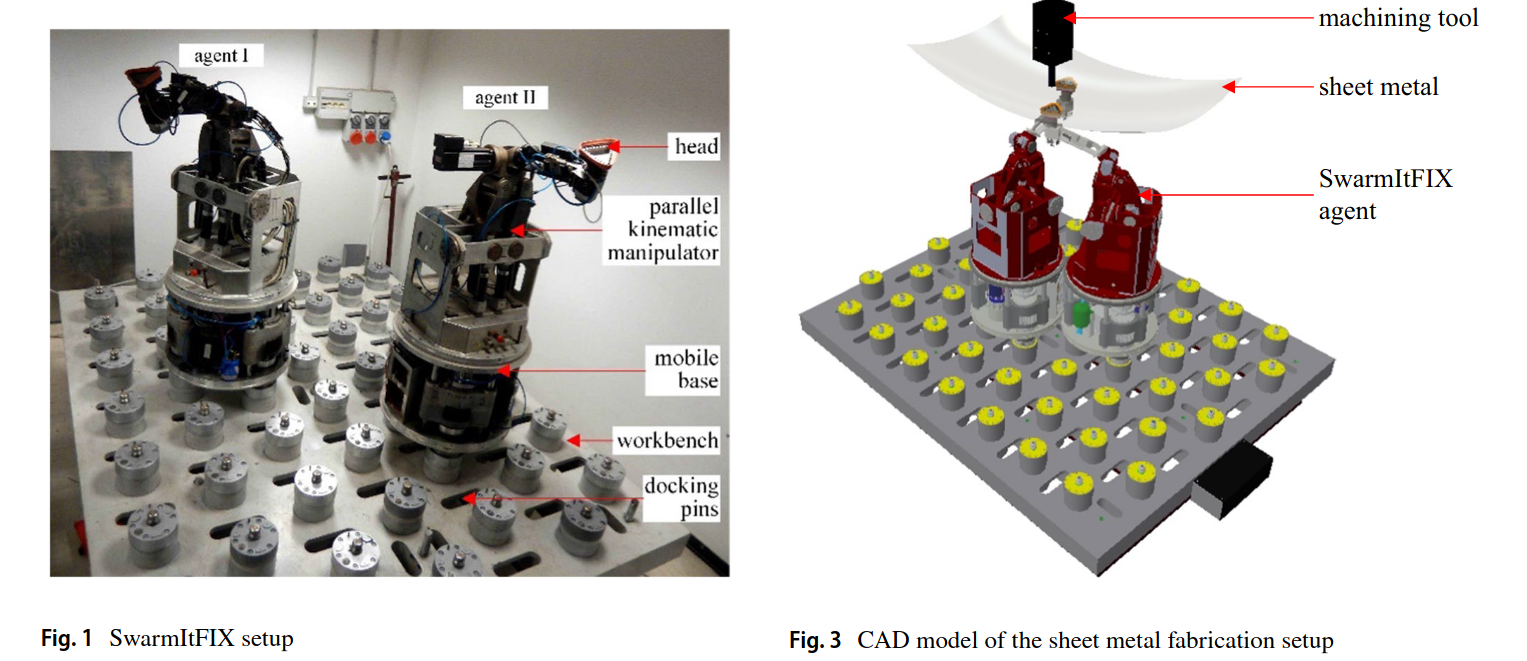 agent I
agent II
head
parallel
kinematic
manipulator
mobile
base
workbench
docking
pins
Fig. 1 SwarmItFIX setup
machining tool
sheet metal
SwarmItFIX
agent
Fig. 3 CAD model of the sheet metal fabrication setup